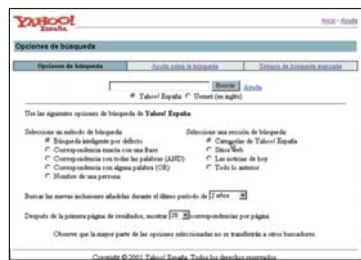 YAHOO!
España
Inicio - Ayuda
Opciones de búsqueda
Opciones de búsqueda Ayuda sobre la búsqueda Sintaxis de búsqueda avanzada
Buscar Ayuda
Yahoo! España Usenet (en inglés)
Use las siguientes opciones de búsqueda de Yahoo! España:
Seleccione un método de búsqueda: Seleccione una sección de búsqueda:
Búsqueda inteligente por defecto Categorías de Yahoo! España
Correspondencia exacta con una frase Sitios web
Correspondencia con todas las palabras (AND) Las noticias de hoy
Correspondencia con alguna palabra (OR) Todo lo anterior
Nombre de una persona
Buscar las nuevas inclusiones añadidas durante el último período de 2 años
Después de la primera página de resultados, mostrar 20 correspondencias por página.
Observe que la mayor parte de las opciones seleccionadas no se transferirán a otros buscadores.
Copyright © 2001 Yahoo! España. Todos los derechos reservados.